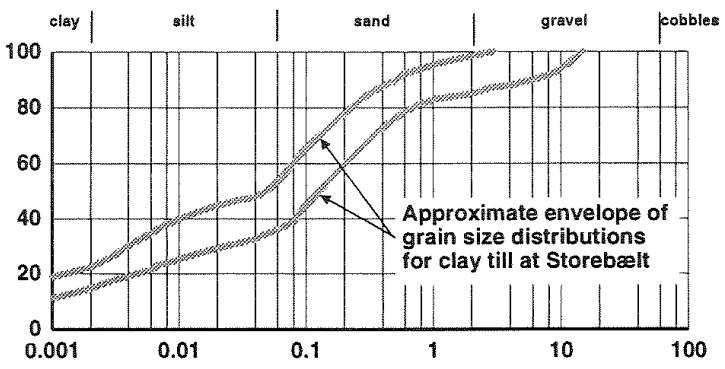 clay silt sand gravel cobbles
100
80
60
40
20
0
Approximate envelope of
grain size distributions
for clay till at Storebælt
0.001 0.01 0.1 1 10 100